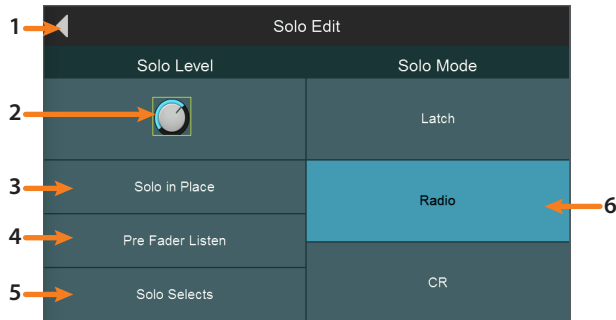 1
Solo Edit
Solo Level
Solo Mode
2
Latch
3
Solo in Place
Radio
6
4
Pre Fader Listen
5
Solo Selects
CR